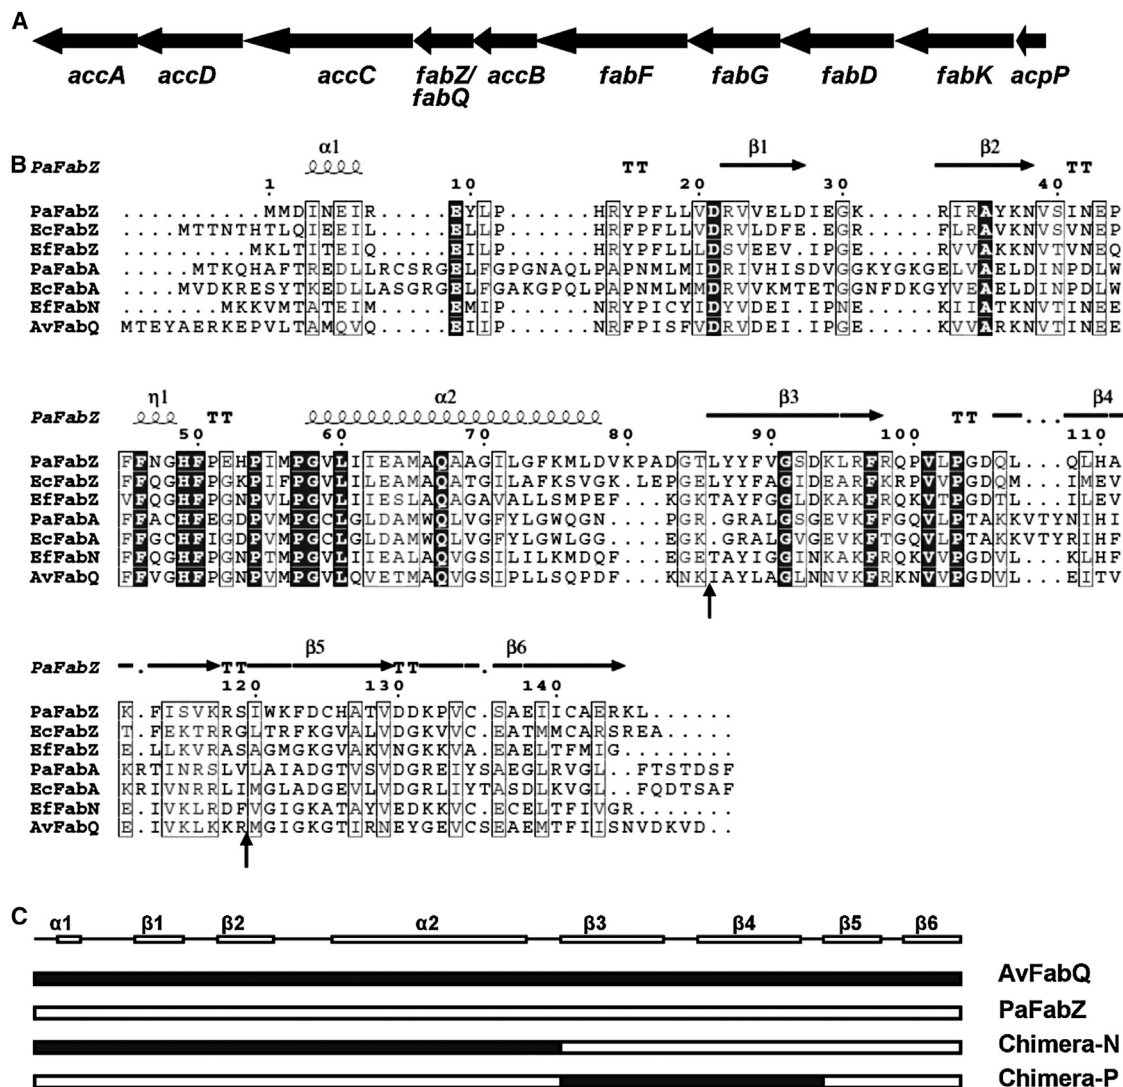 A
accA accD accC fabZ/ accB fabF fabG fabD fabK acpP
fabQ
B PaFabZ α1 TT β1 β2 TT
1 10 20 30 40
PaFabZ .........MMDINEIR.....EYLP......HRYPFLLVDRVVELDIEGK.....RIRAYKNVSINEP
EcFabZ ....MTTNTHTLQIEEIL.....ELLP......HRFPFLLVDRVLDFE.EGR.....FLRAVKNVSVNEP
EfFabZ .........MKLTITEIQ.....EILP......HRYPFLLLDSVEEV.IPGE.....RVVAKKNVTVNEQ
PaFabA .....MTKQHAFTREDLLRCSRGELFGPGNAQLPAPNMLMIDRIVHISDVGGKYGKGELVAELDINPDLW
EcFabA ....MVDKRESYTKEDLLASGRGELFGAKGPQLPAPNMLMMDRVVKMTETGGNFDKGYVEAELDINPDLW
EfFabN .......MKKVMTATEIM.....EMIP......NRYPICYIDYVDEI.IPNE.....KIIATKNVTINEE
AvFabQ MTEYAERKEPVLTAMQVQ.....EIIP......NRFPISFVDRVDEI.IPGE.....KVVARKNVTINEE
PaFabZ η1 TT α2 β3 TT ... β4
50 60 70 80 90 100 110
PaFabZ FFNGHFPEHPIMPGVLIIEAMAQAAGILGFKMLDVKPADGTLYYFVGSDKLRFRQPVLPGDQL...QLHA
EcFabZ FFQGHFPGKPIFPGVLILEAMAQATGILAFKSVGK.LEPGELYYFAGIDEARFKRPVVPGDQM...IMEV
EfFabZ VFQGHFPGNPVLPGVLIIESLAQAGAVALLSMPEF...KGKTAYFGGLDKAKFRQKVTPGDTL...ILEV
PaFabA FFACHFEGDPVMPGCLGLDAMWQLVGFYLGWQGN....PGR.GRALGSGEVKFFGQVLPTAKKVTYNIHI
EcFabA FFGCHFIGDPVMPGCLGLDAMWQLVGFYLGWLGG....EGK.GRALGVGEVKFTGQVLPTAKKVTYRIHF
EfFabN FFQGHFPGNPTMPGVLIIEALAQVGSILILKMDQF...EGETAYIGGINKAKFRQKVVPGDVL...KLHF
AvFabQ FFVGHFPGNPVMPGVLQVETMAQVGSIPLLSQPDF...KNKIAYLAGLNNVKFRKNVVPGDVL...EITV
PaFabZ . TT β5 TT . β6
120 130 140
PaFabZ K.FISVKRSIWKFDCHATVDDKPVC.SAEIICAERKL......
EcFabZ T.FEKTRRGLTRFKGVALVDGKVVC.EATMMCARSREA.....
EfFabZ E.LLKVRASAGMGKGVAKVNGKKVA.EAELTFMIG........
PaFabA KRTINRSLVLAIADGTVSVDGREIYSAEGLRVGL..FTSTDSF
EcFabA KRIVNRRLIMGLADGEVLVDGRLIYTASDLKVGL..FQDTSAF
EfFabN E.IVKLRDFVGIGKATAYVEDKKVC.ECELTFIVGR.......
AvFabQ E.IVKLKKRMGIGKGTIRNEYGEVCSEAEMTFIISNVDKVD..
C
α1 β1 β2 α2 β3 β4 β5 β6
AvFabQ
PaFabZ
Chimera-N
Chimera-P